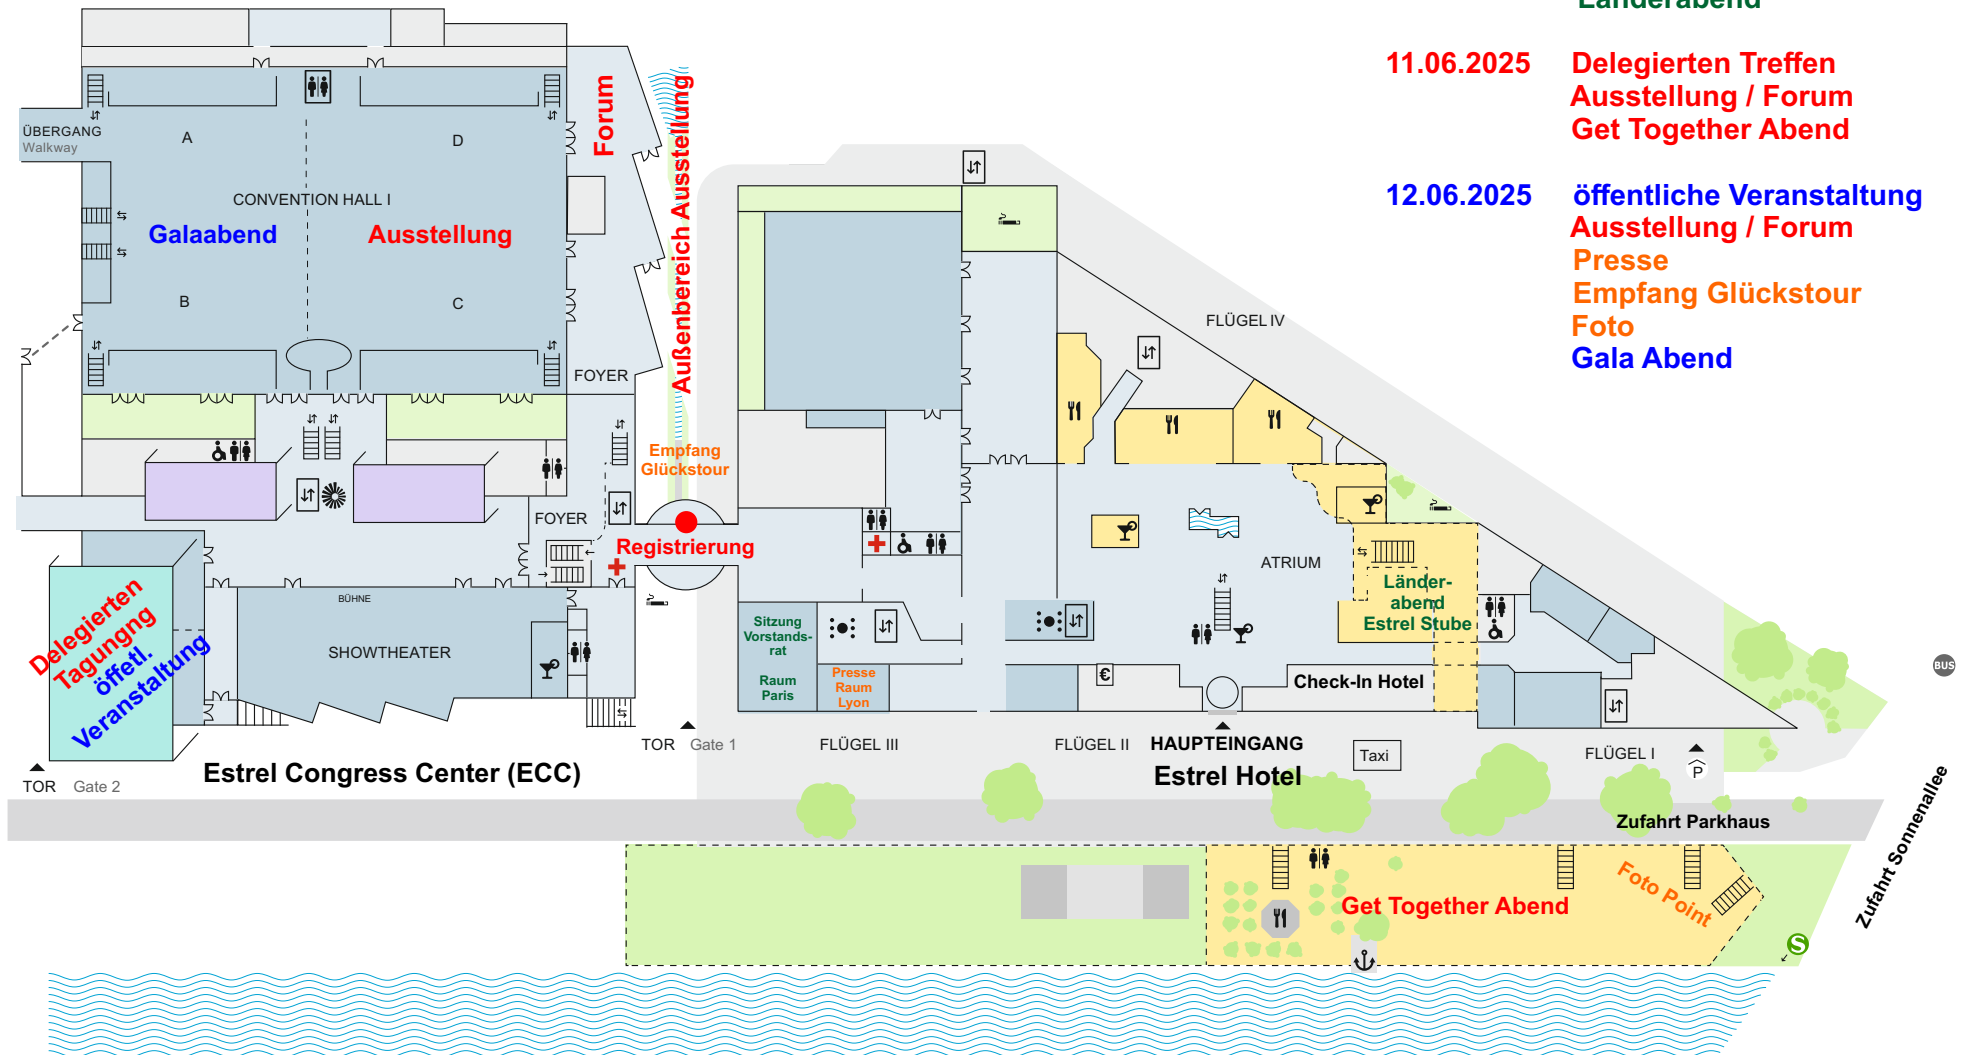 Länderabend
11.06.2025 Delegierten Treffen
Ausstellung / Forum
Get Together Abend
12.06.2025 öffentliche Veranstaltung
Ausstellung / Forum
Presse
Empfang Glückstour
Foto
Gala Abend
ÜBERGANG
Walkway
A
D
CONVENTION HALL I
Galaabend
Ausstellung
B
C
Forum
Außenbereich Ausstellung
FOYER
Empfang
Glückstour
FOYER
Registrierung
BÜHNE
SHOWTHEATER
Delegierten
Tagungng
öffetl.
Veranstaltung
TOR Gate 2
Estrel Congress Center (ECC)
TOR Gate 1
Sitzung
Vorstands-
rat
Raum
Paris
Presse
Raum
Lyon
FLÜGEL III
FLÜGEL II
HAUPTEINGANG
Estrel Hotel
€
Check-In Hotel
Taxi
FLÜGEL I
P
FLÜGEL IV
ATRIUM
Länder-
abend
Estrel Stube
BUS
Zufahrt Parkhaus
Zufahrt Sonnenallee
Get Together Abend
Foto Point
S